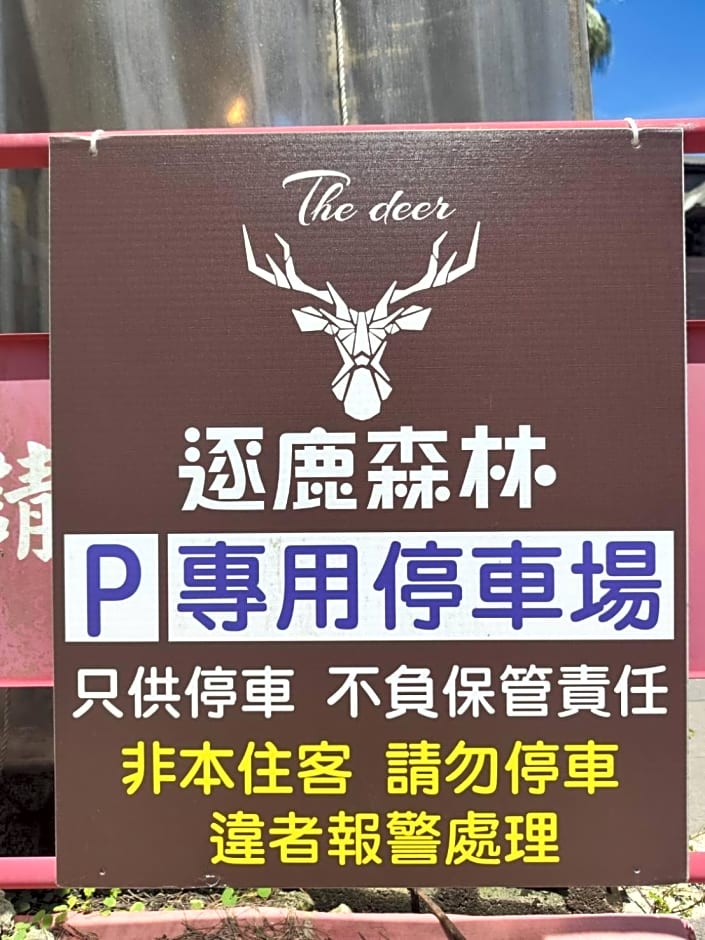 The deer
逐鹿森林
P 專用停車場
只供停車 不負保管責任
非本住客 請勿停車
違者報警處理
請